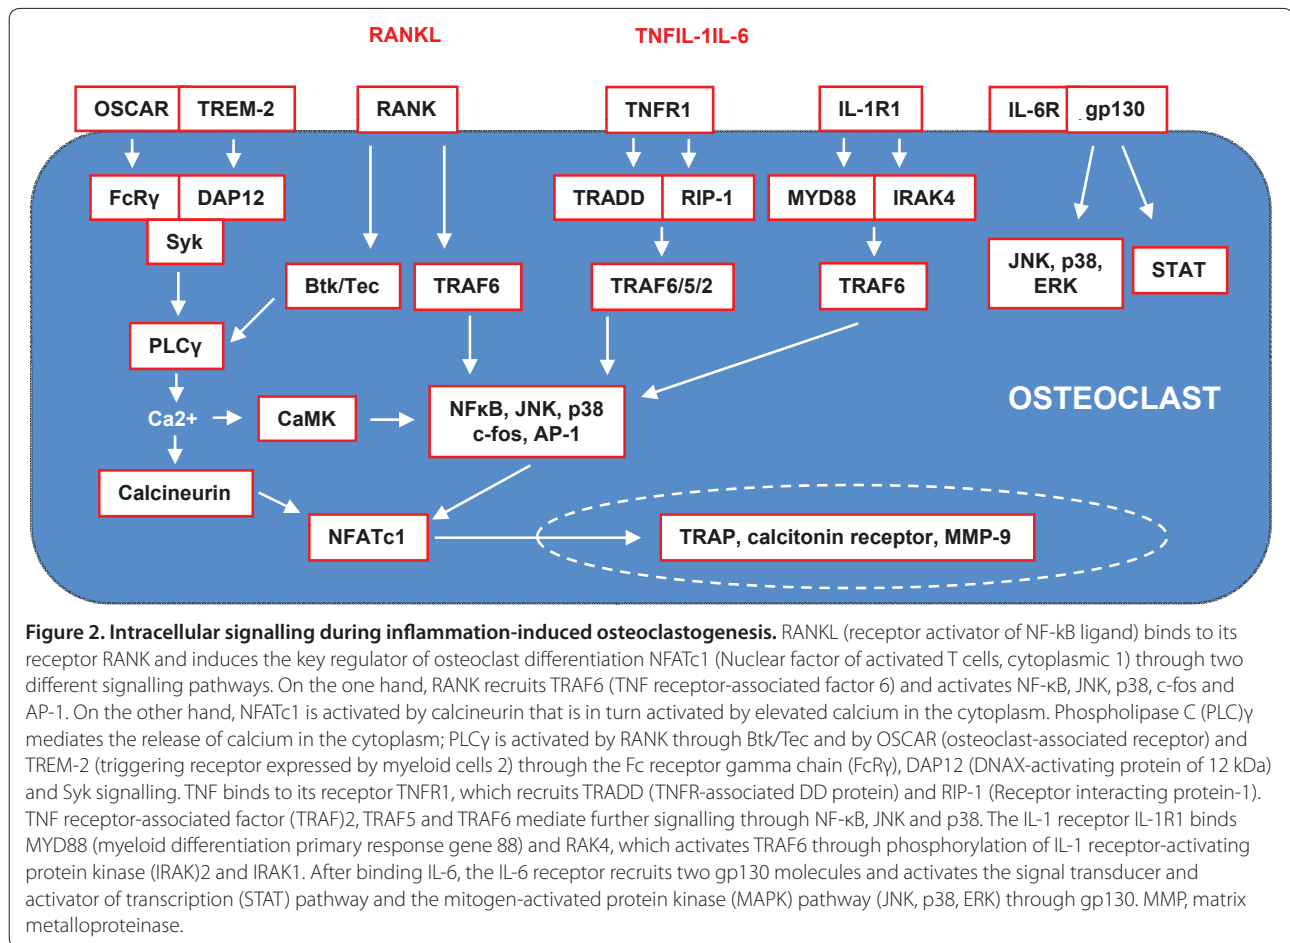 RANKL TNFIL-1IL-6
OSCAR TREM-2 RANK TNFR1 IL-1R1 IL-6R gp130
FcRγ DAP12 TRADD RIP-1 MYD88 IRAK4
Syk
JNK, p38,
ERK
STAT
Btk/Tec TRAF6 TRAF6/5/2 TRAF6
PLCγ
Ca2+ CaMK
NFκB, JNK, p38
c-fos, AP-1
OSTEOCLAST
Calcineurin
NFATc1 TRAP, calcitonin receptor, MMP-9
Figure 2. Intracellular signalling during inflammation-induced osteoclastogenesis. RANKL (receptor activator of NF-kB ligand) binds to its
receptor RANK and induces the key regulator of osteoclast differentiation NFATc1 (Nuclear factor of activated T cells, cytoplasmic 1) through two
different signalling pathways. On the one hand, RANK recruits TRAF6 (TNF receptor-associated factor 6) and activates NF-κB, JNK, p38, c-fos and
AP-1. On the other hand, NFATc1 is activated by calcineurin that is in turn activated by elevated calcium in the cytoplasm. Phospholipase C (PLC)γ
mediates the release of calcium in the cytoplasm; PLCγ is activated by RANK through Btk/Tec and by OSCAR (osteoclast-associated receptor) and
TREM-2 (triggering receptor expressed by myeloid cells 2) through the Fc receptor gamma chain (FcRγ), DAP12 (DNAX-activating protein of 12 kDa)
and Syk signalling. TNF binds to its receptor TNFR1, which recruits TRADD (TNFR-associated DD protein) and RIP-1 (Receptor interacting protein-1).
TNF receptor-associated factor (TRAF)2, TRAF5 and TRAF6 mediate further signalling through NF-κB, JNK and p38. The IL-1 receptor IL-1R1 binds
MYD88 (myeloid differentiation primary response gene 88) and RAK4, which activates TRAF6 through phosphorylation of IL-1 receptor-activating
protein kinase (IRAK)2 and IRAK1. After binding IL-6, the IL-6 receptor recruits two gp130 molecules and activates the signal transducer and
activator of transcription (STAT) pathway and the mitogen-activated protein kinase (MAPK) pathway (JNK, p38, ERK) through gp130. MMP, matrix
metalloproteinase.